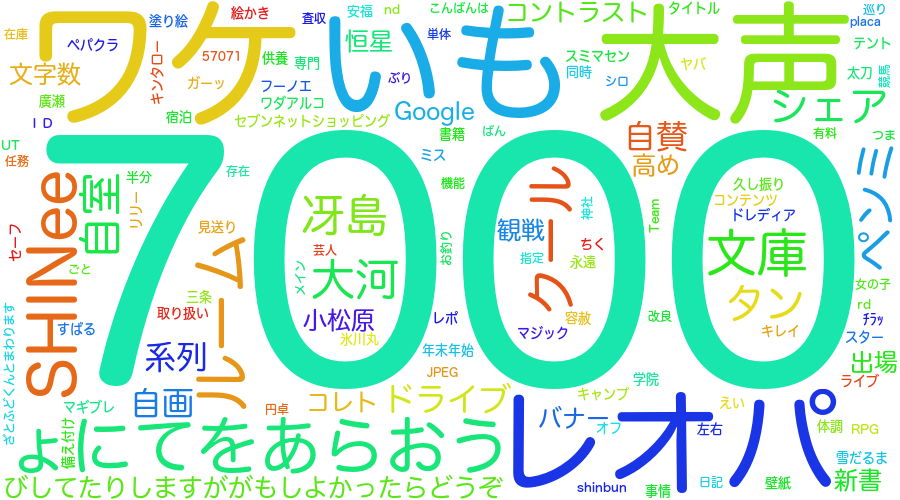 在庫
ワケ
塗り絵
絵かき
査収
安福
nd
こんばんは
コントラスト
タイトル
巡り
placa
ペパクラ
キンタロー
57071
供養
専門
恒星
単体
いも
スミマセン
同時
大声
ヤバ
テント
文字数
ガーッ
フーノエ
ぷり
シロ
太刀
競馬
廣瀬
宿泊
ワダアルコ
Google
シェア
ＩＤ
セブンネットショッピング
書籍
ぱん
自賛
有料
つま
UT
任務
7000
ミス
高め
ミシン
半分
存在
機能
クール
久し振り
SHINee
自室
リリー
冴島
神社
コンテンツ
ドレディア
セーフ
見送り
お釣り
観戦
Team
文庫
ごと
ルーム
芸人
メイン
大河
ちく
指定
永遠
女の子
三条
タン
取り扱い
小松原
レポ
マジック
容赦
改良
rd
ﾁﾗｯ
すばる
氷川丸
キレイ
スター
ざとふどくんとまわります
系列
年末年始
出場
JPEG
学院
ライブ
自画
マギブレ
円卓
コレト
ドライブ
レオパ
キャンプ
えい
バナー
オフ
左右
体調
RPG
備え付け
ょにてをあらおう
雪だるま
びしてたりしますががもしよかったらどうぞ
shinbun
事情
日記
壁紙
新書